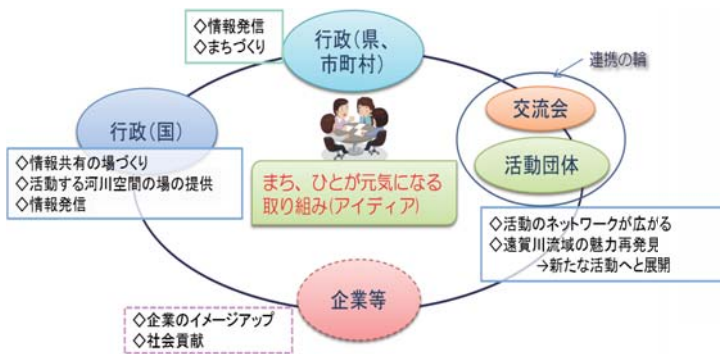 ◇情報発信
◇まちづくり
行政(県、
市町村)
連携の輪
交流会
活動団体
行政(国)
◇情報共有の場づくり
◇活動する河川空間の場の提供
◇情報発信
まち、ひとが元気になる
取り組み(アイディア)
◇活動のネットワークが広がる
◇遠賀川流域の魅力再発見
→新たな活動へと展開
企業等
◇企業のイメージアップ
◇社会貢献